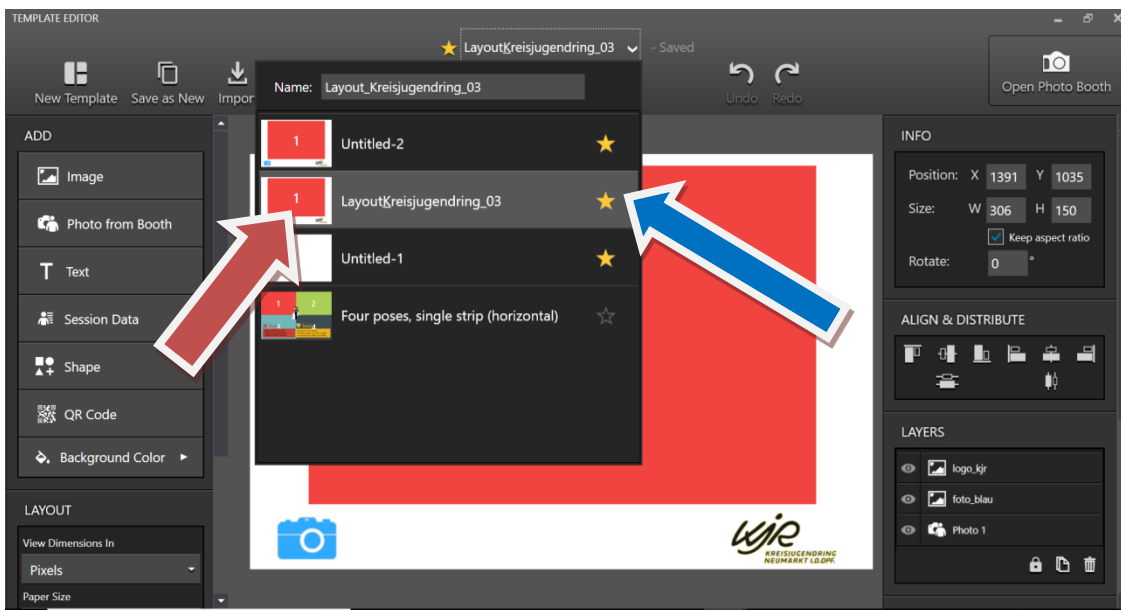 TEMPLATE EDITOR
LayoutKreisjugendring_03 - Saved
New Template Save as New Impor
Undo Redo
Open Photo Booth
Name: Layout_Kreisjugendring_03
1 Untitled-2
1 LayoutKreisjugendring_03
Untitled-1
1 2 Four poses, single strip (horizontal)
ADD
Image
Photo from Booth
T Text
Session Data
Shape
QR Code
Background Color
LAYOUT
View Dimensions In
Pixels
Paper Size
kjr
KREISJUGENDRING
NEUMARKT I.D.OPF.
INFO
Position: X 1391 Y 1035
Size: W 306 H 150
Keep aspect ratio
Rotate: 0 °
ALIGN & DISTRIBUTE
LAYERS
logo_kjr
foto_blau
Photo 1